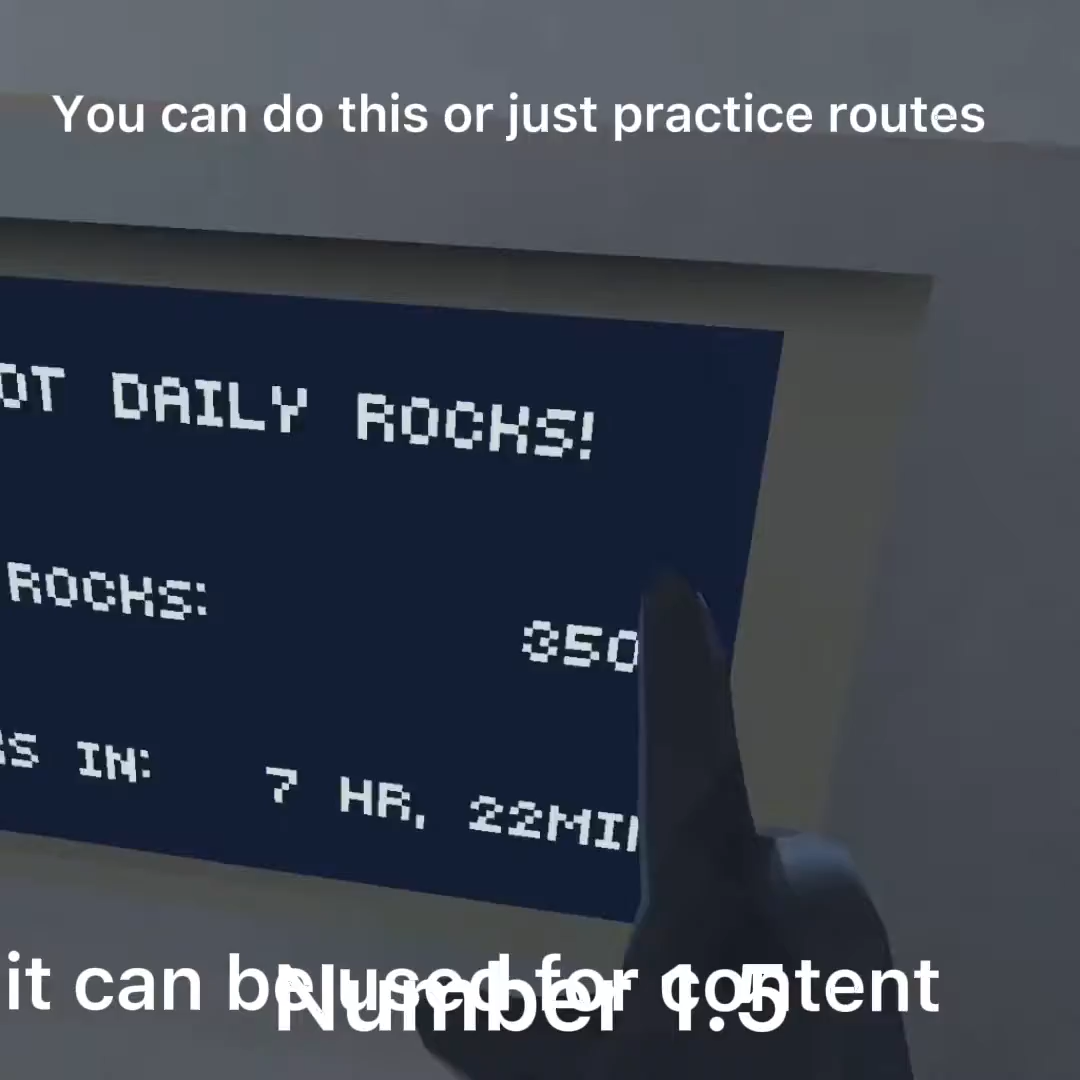 You can do this or just practice routes
OT DAILY ROCKS!
ROCKS:
350
IN: 7 HR, 22MIN
it can be used for content
Number 1.5